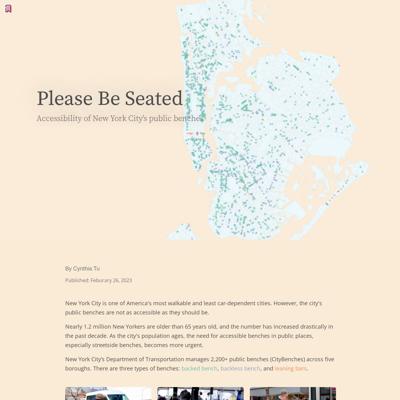 Please Be Seated
Accessibility of New York City's public benches
By Cynthia Tu
Published: Feburary 26, 2023
New York City is one of America's most walkable and least car-dependent cities. However, the city's
public benches are not as accessible as they should be.
Nearly 1.2 million New Yorkers are older than 65 years old, and the number has increased drastically in
the past decade. As the city's population ages, the need for accessible benches in public places,
especially streetside benches, becomes more urgent.
New York City's Department of Transportation manages 2,200+ public benches (CityBenches) across five
boroughs. There are three types of benches: backed bench, backless bench, and leaning bars.